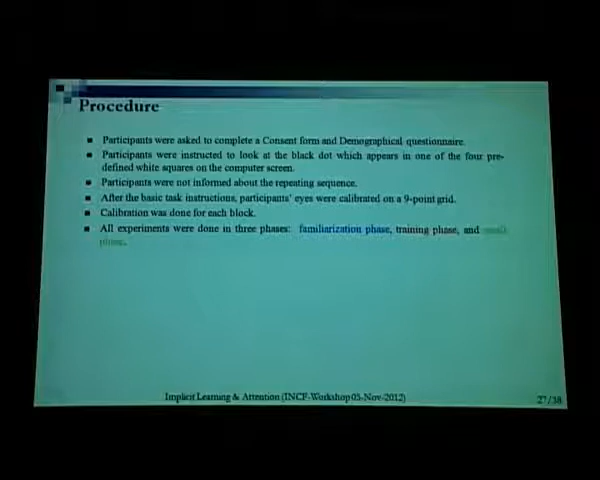 Procedure
Participants were asked to complete a Consent form and Demographical questionnaire.
Participants were instructed to look at the black dot which appears in one of the four pre-
defined white squares on the computer screen.
Participants were not informed about the repeating sequence.
After the basic task instructions, participants' eyes were calibrated on a 9-point grid.
Calibration was done for each block.
All experiments were done in three phases: familiarization phase, training phase, and
phase.
Implicit Learning & Attention (INCF-Workshop 05-Nov-2012)
27/38